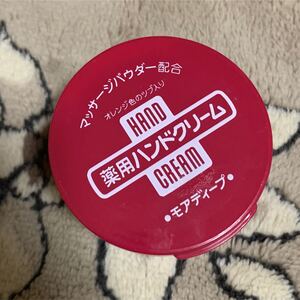 マッサージパウダー配合
オレンジ色のツブ入り
HAND
薬用ハンドクリーム
CREAM
•モアディープ•